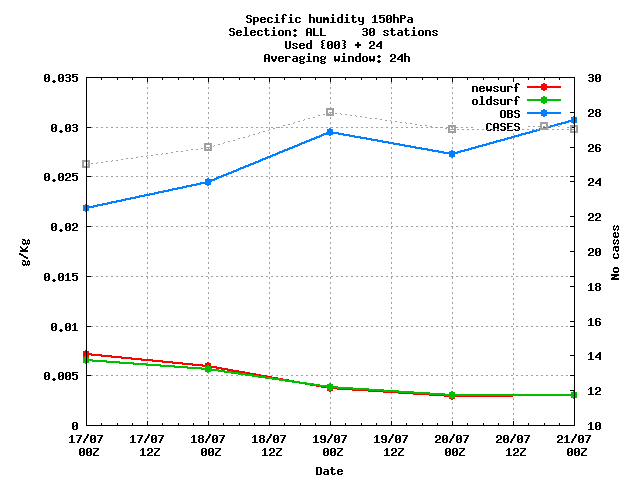 Specific humidity 150hPa
Selection: ALL     30 stations
Used {00} + 24
Averaging window: 24h
newsurf
oldsurf
OBS
CASES
0.035
0.03
0.025
0.02
0.015
0.01
0.005
0
g/Kg
30
28
26
24
22
20
18
16
14
12
10
No cases
17/07 17/07 18/07 18/07 19/07 19/07 20/07 20/07 21/07
00Z 12Z 00Z 12Z 00Z 12Z 00Z 12Z 00Z
Date